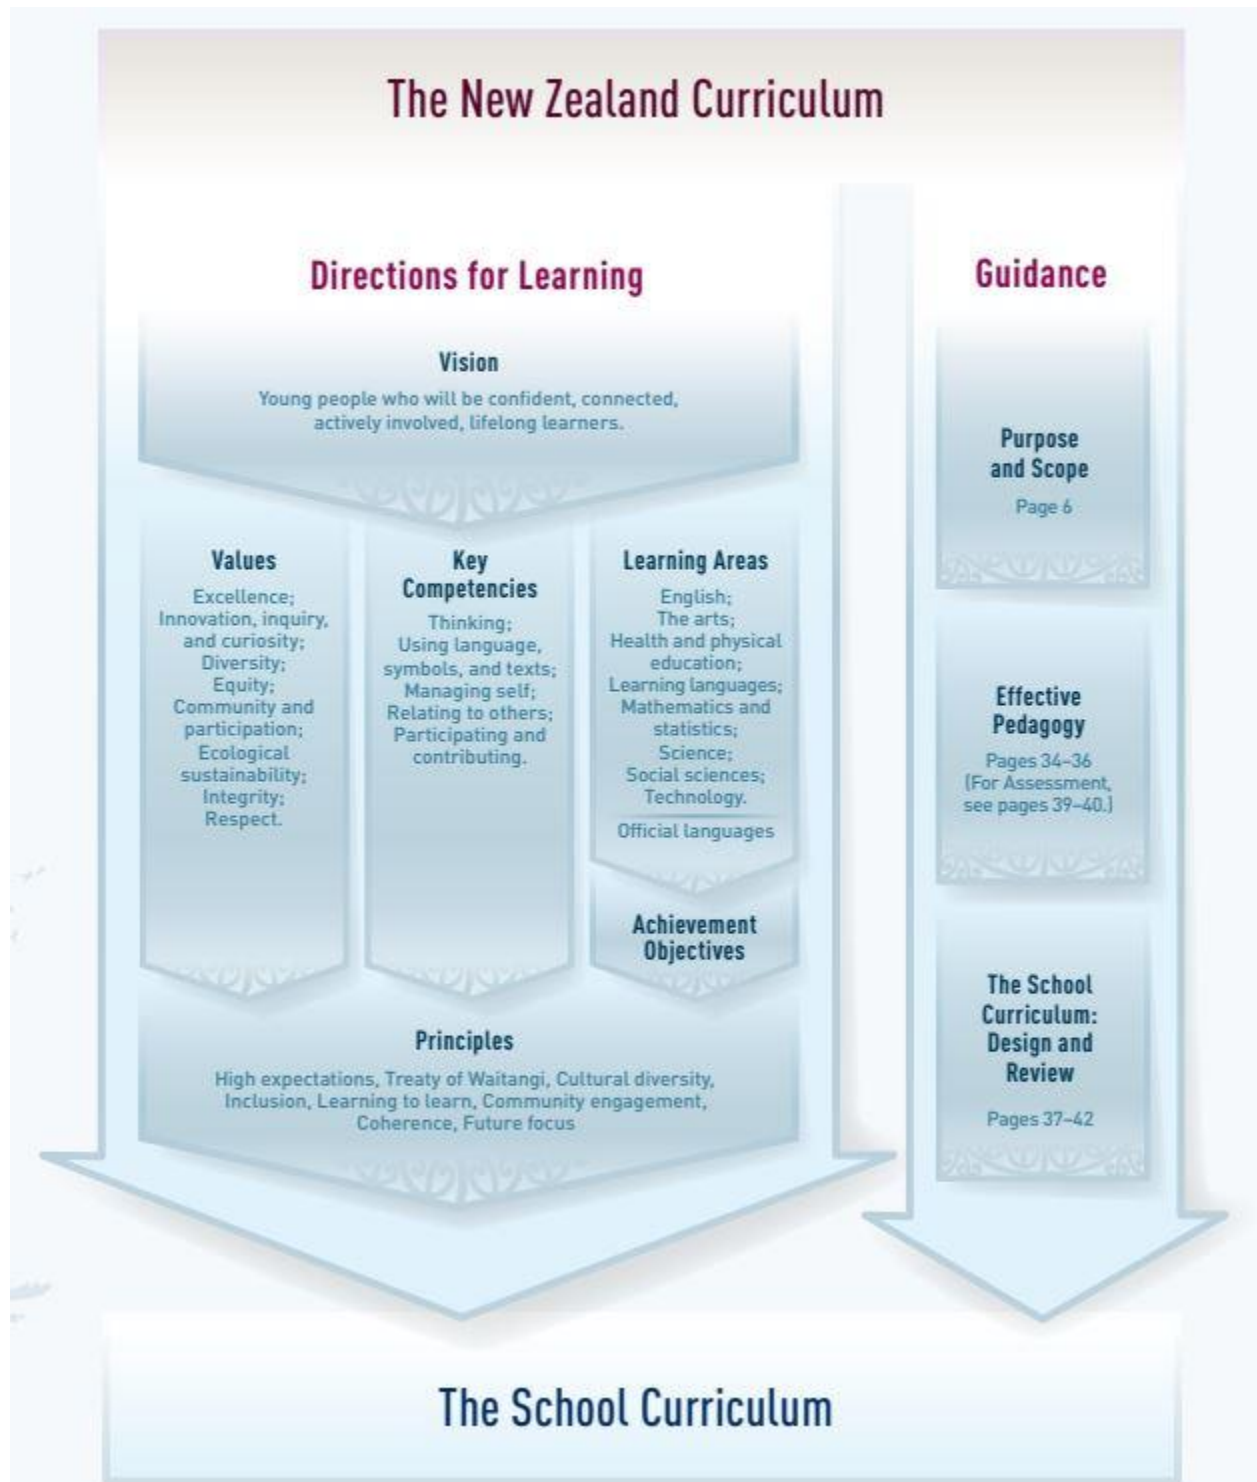 The New Zealand Curriculum
Directions for Learning
Vision
Young people who will be confident, connected,
actively involved, lifelong learners.
Values
Excellence;
Innovation, inquiry,
and curiosity;
Diversity;
Equity;
Community and
participation;
Ecological
sustainability;
Integrity;
Respect.
Key
Competencies
Thinking;
Using language,
symbols, and texts;
Managing self;
Relating to others;
Participating and
contributing.
Learning Areas
English;
The arts;
Health and physical
education;
Learning languages;
Mathematics and
statistics;
Science;
Social sciences;
Technology.
Official languages
Achievement
Objectives
Principles
High expectations, Treaty of Waitangi, Cultural diversity,
Inclusion, Learning to learn, Community engagement,
Coherence, Future focus
Guidance
Purpose
and Scope
Page 6
Effective
Pedagogy
Pages 34–36
(For Assessment,
see pages 39–40.)
The School
Curriculum:
Design and
Review
Pages 37–42
The School Curriculum